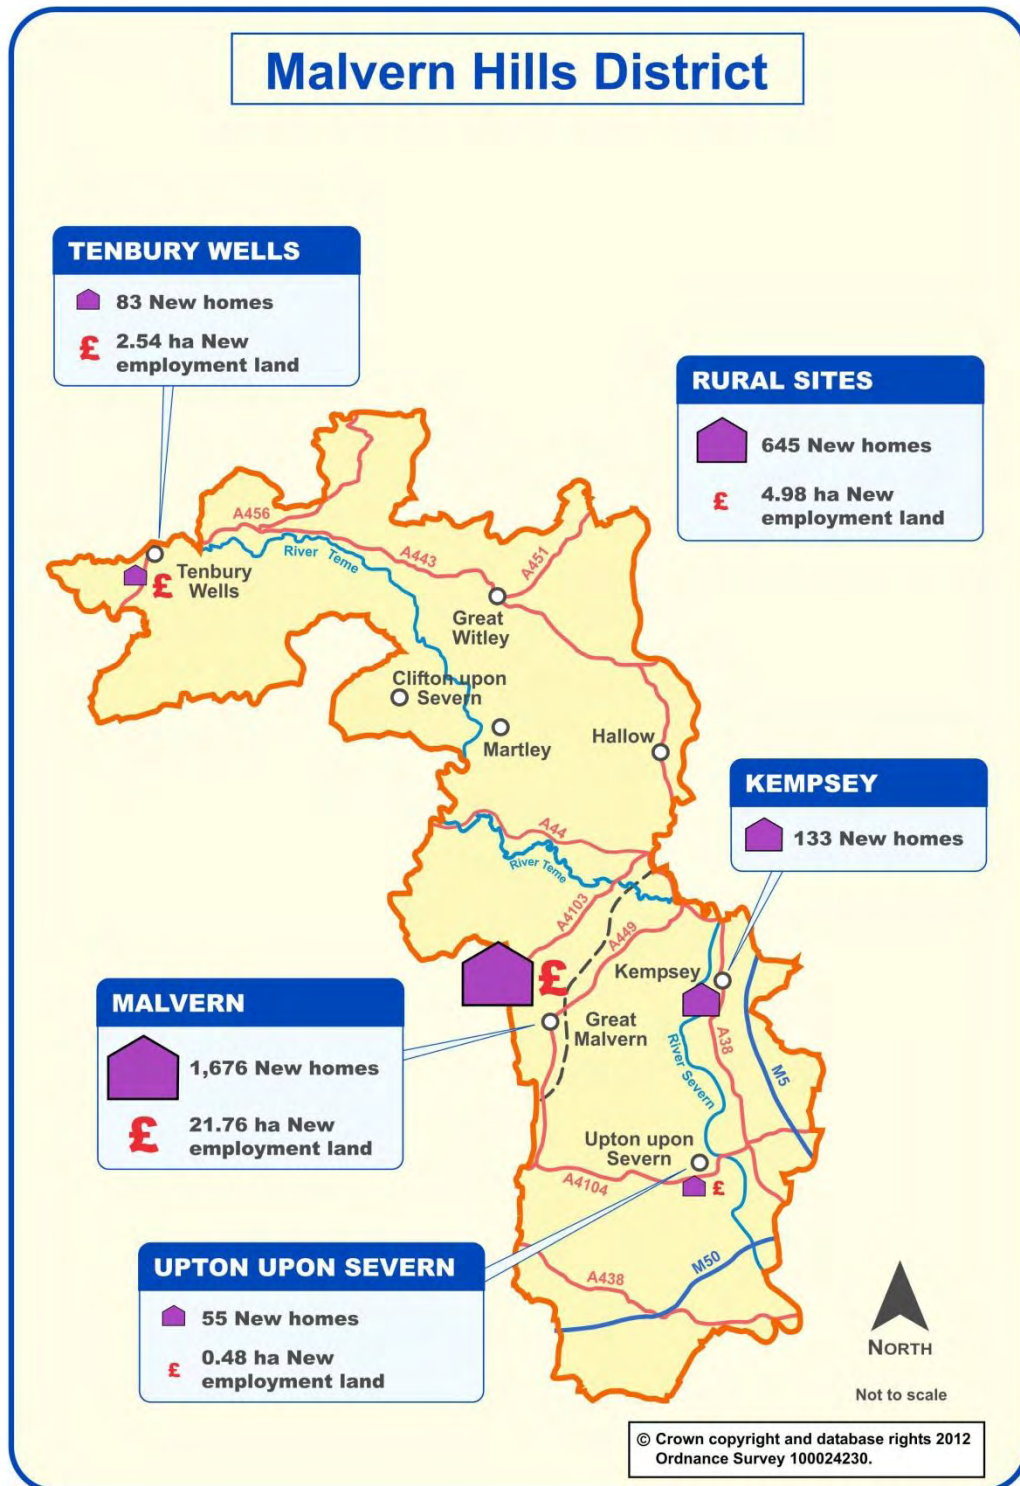 Malvern Hills District
TENBURY WELLS
83 New homes
£ 2.54 ha New
employment land
RURAL SITES
645 New homes
£ 4.98 ha New
employment land
A456
River Teme
A443
A451
Tenbury
Wells
£
Great
Witley
Clifton upon
Severn
Martley
Hallow
KEMPSEY
133 New homes
A44
River Teme
A4103
A449
£
Kempsey
MALVERN
1,676 New homes
£ 21.76 ha New
employment land
Great
Malvern
River Severn
A38
M5
Upton upon
Severn
£
A4104
UPTON UPON SEVERN
55 New homes
£ 0.48 ha New
employment land
M50
A438
NORTH
Not to scale
© Crown copyright and database rights 2012
Ordnance Survey 100024230.